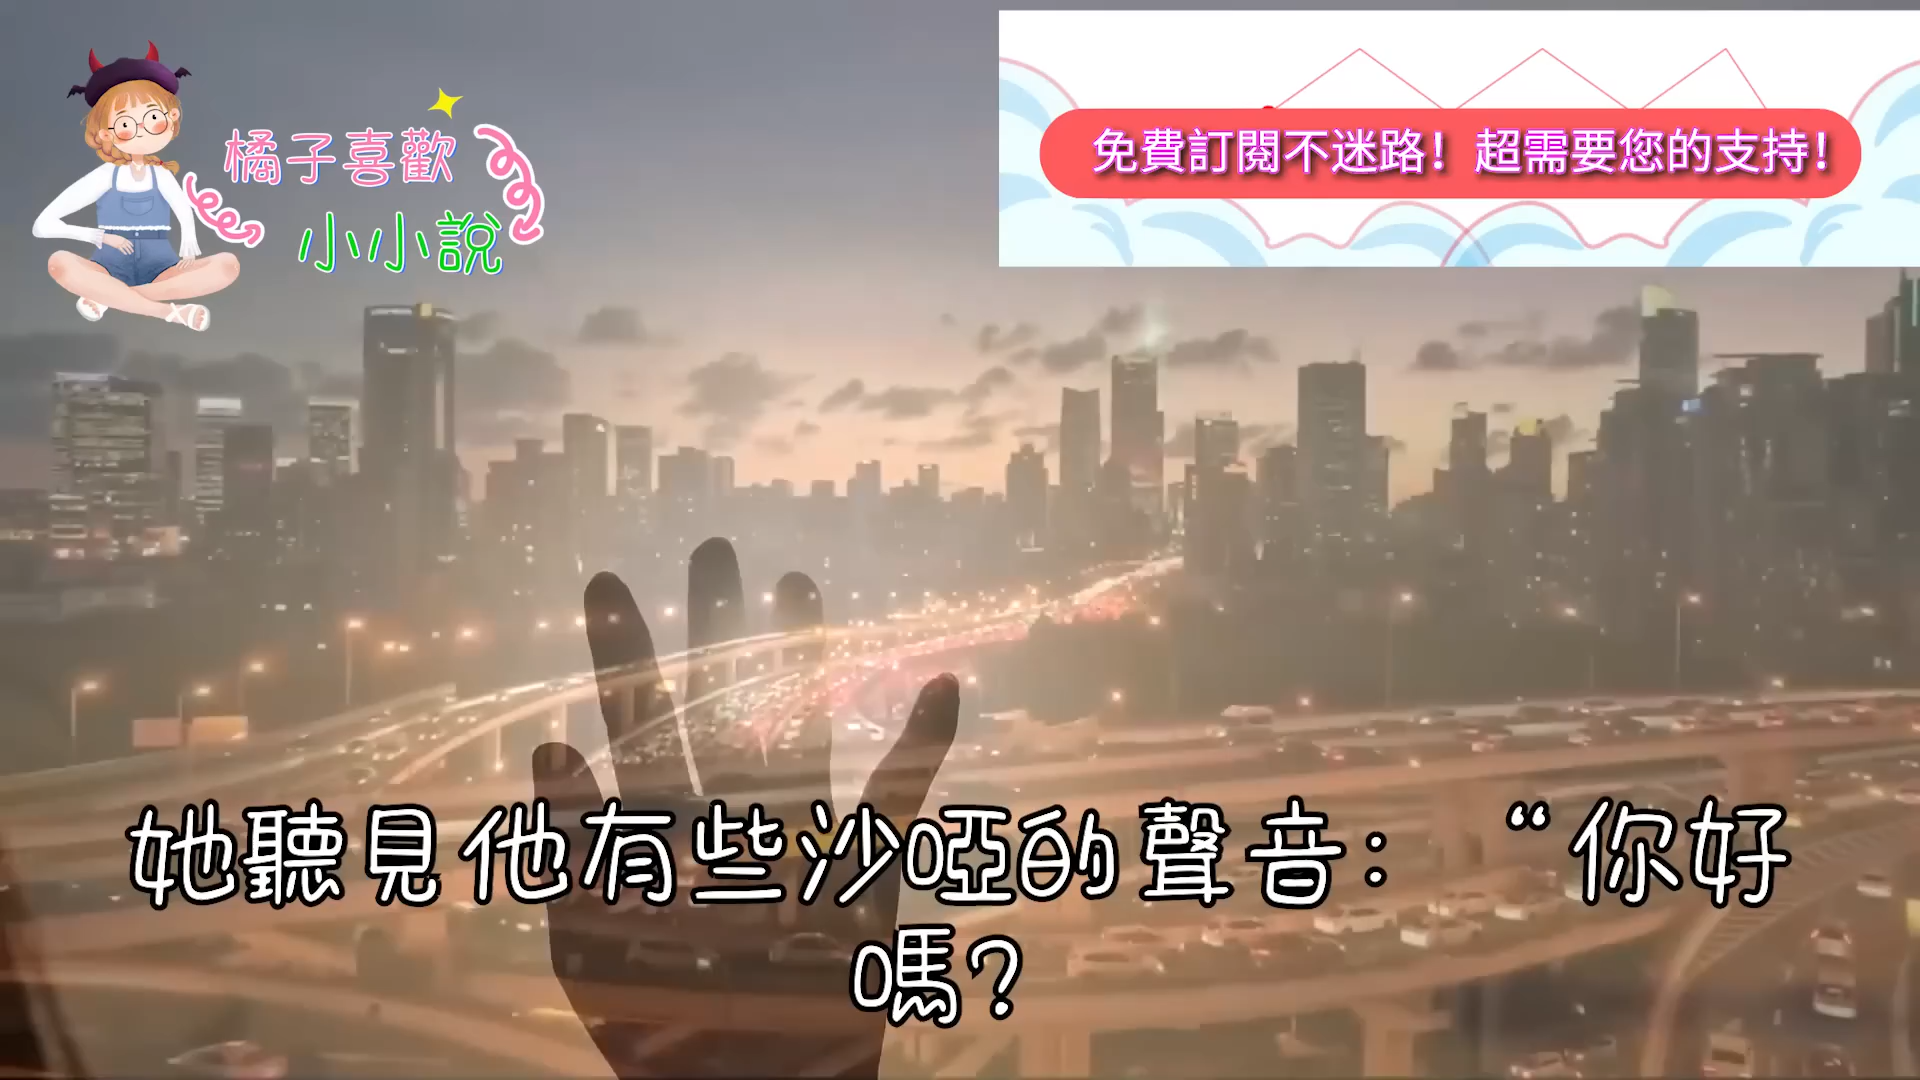 橘子喜歡
小小說
免費訂閱不迷路！超需要您的支持！
她聽見他有些沙啞的聲音：“你好
嗎？